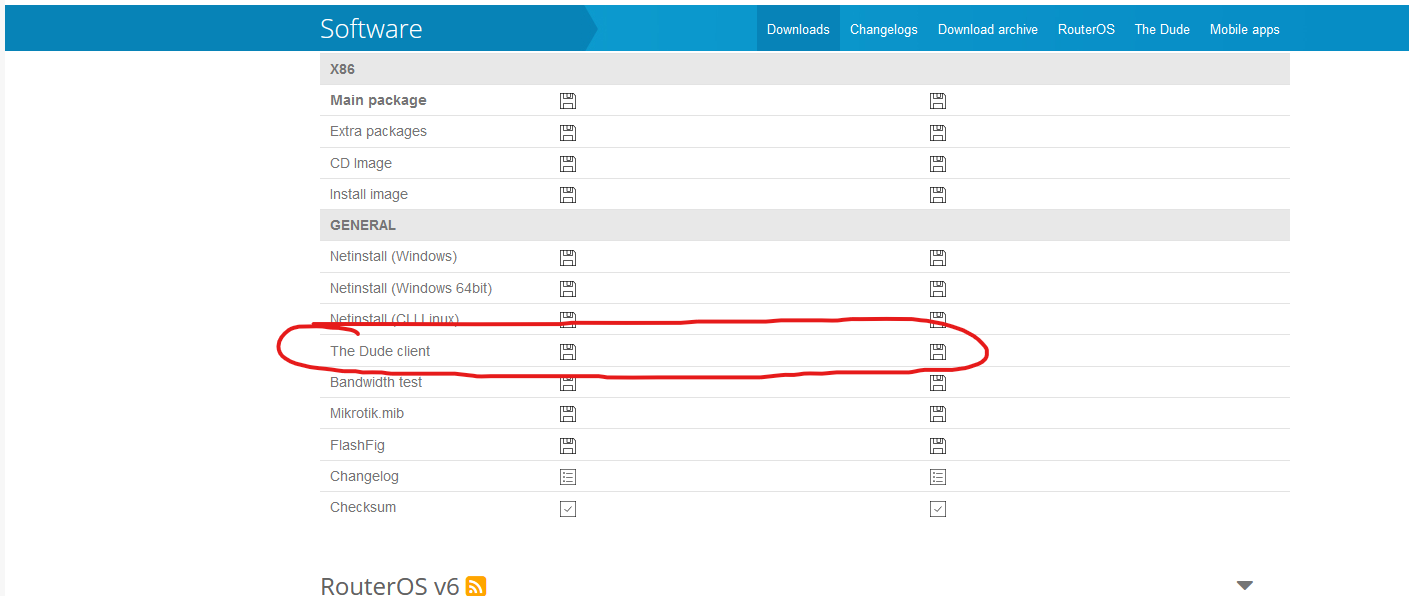 Software
Downloads Changelogs Download archive RouterOS The Dude Mobile apps
X86
Main package
Extra packages
CD Image
Install image
GENERAL
Netinstall (Windows)
Netinstall (Windows 64bit)
Netinstall (CLI Linux)
The Dude client
Bandwidth test
Mikrotik.mib
FlashFig
Changelog
Checksum
RouterOS v6